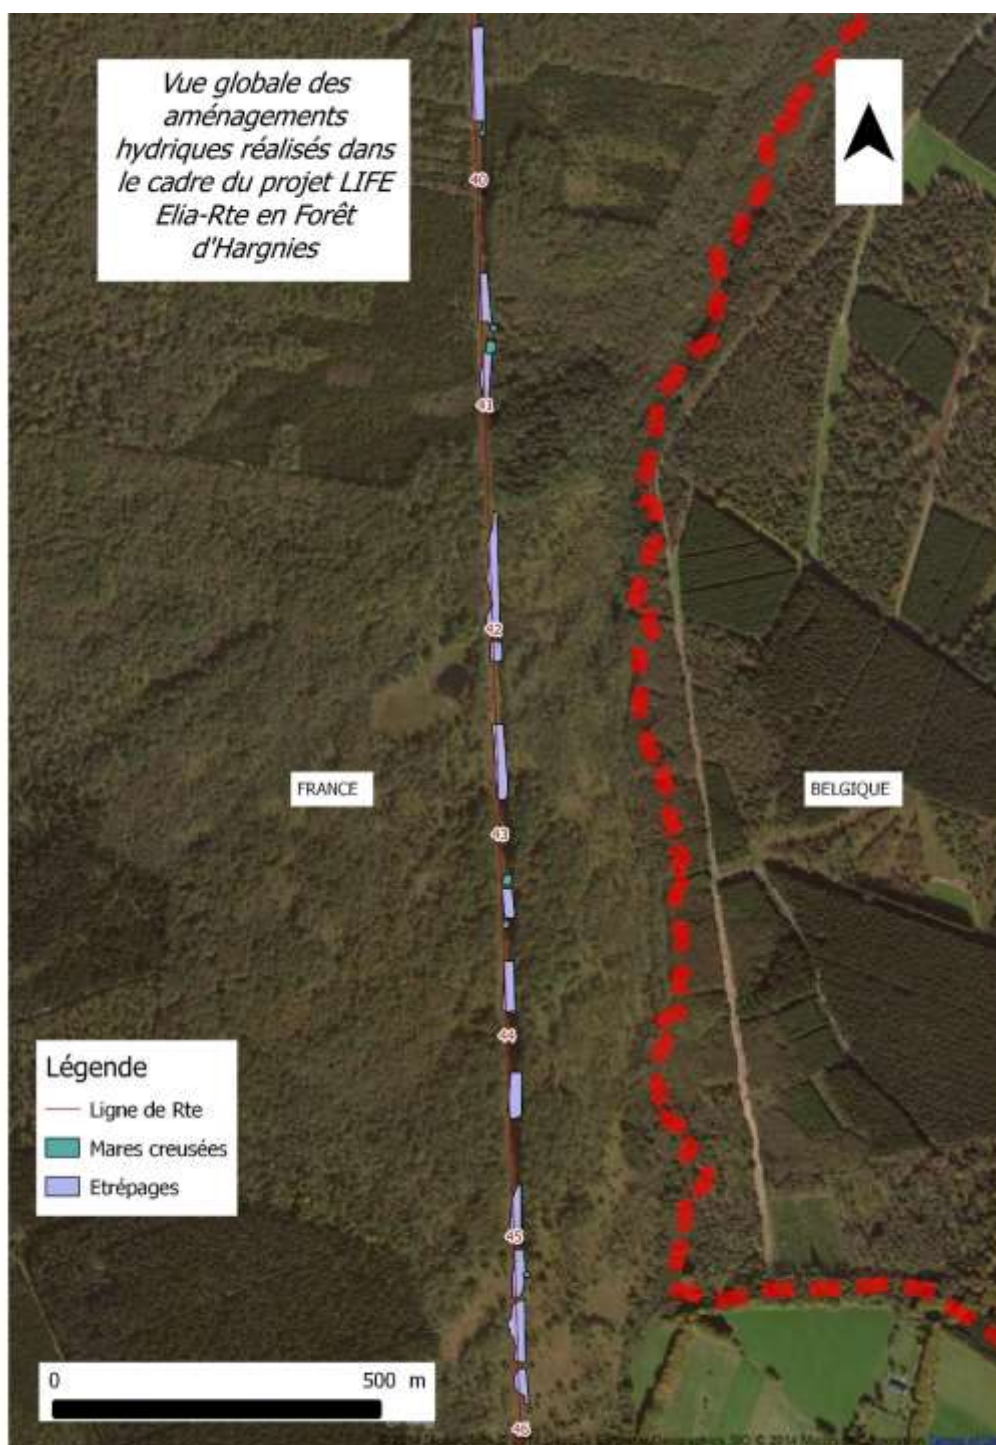 Vue globale des
aménagements
hydriques réalisés dans
le cadre du projet LIFE
Elia-Rte en Forêt
d'Hargnies
40
41
42
FRANCE
BELGIQUE
43
44
Légende
Ligne de Rte
Mares creusées
Etrépages
45
0 500 m
46